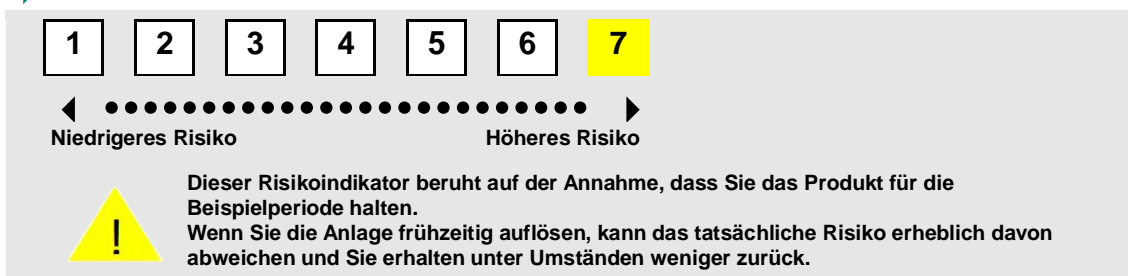 1 2 3 4 5 6 7
Niedrigeres Risiko Höheres Risiko
Dieser Risikoindikator beruht auf der Annahme, dass Sie das Produkt für die
Beispielperiode halten.
! Wenn Sie die Anlage frühzeitig auflösen, kann das tatsächliche Risiko erheblich davon
abweichen und Sie erhalten unter Umständen weniger zurück.